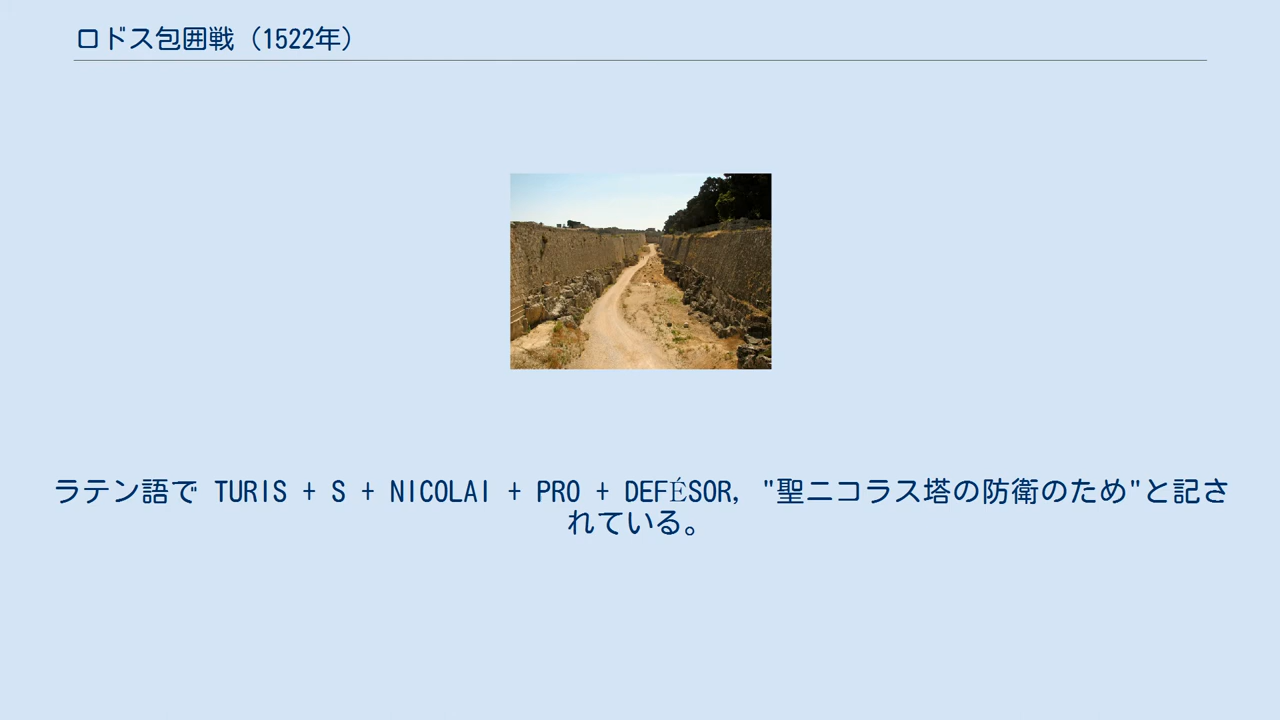 ロドス包囲戦（1522年）
ラテン語で TURIS + S + NICOLAI + PRO + DEFÉSOR, "聖ニコラス塔の防衛のため"と記さ
れている。